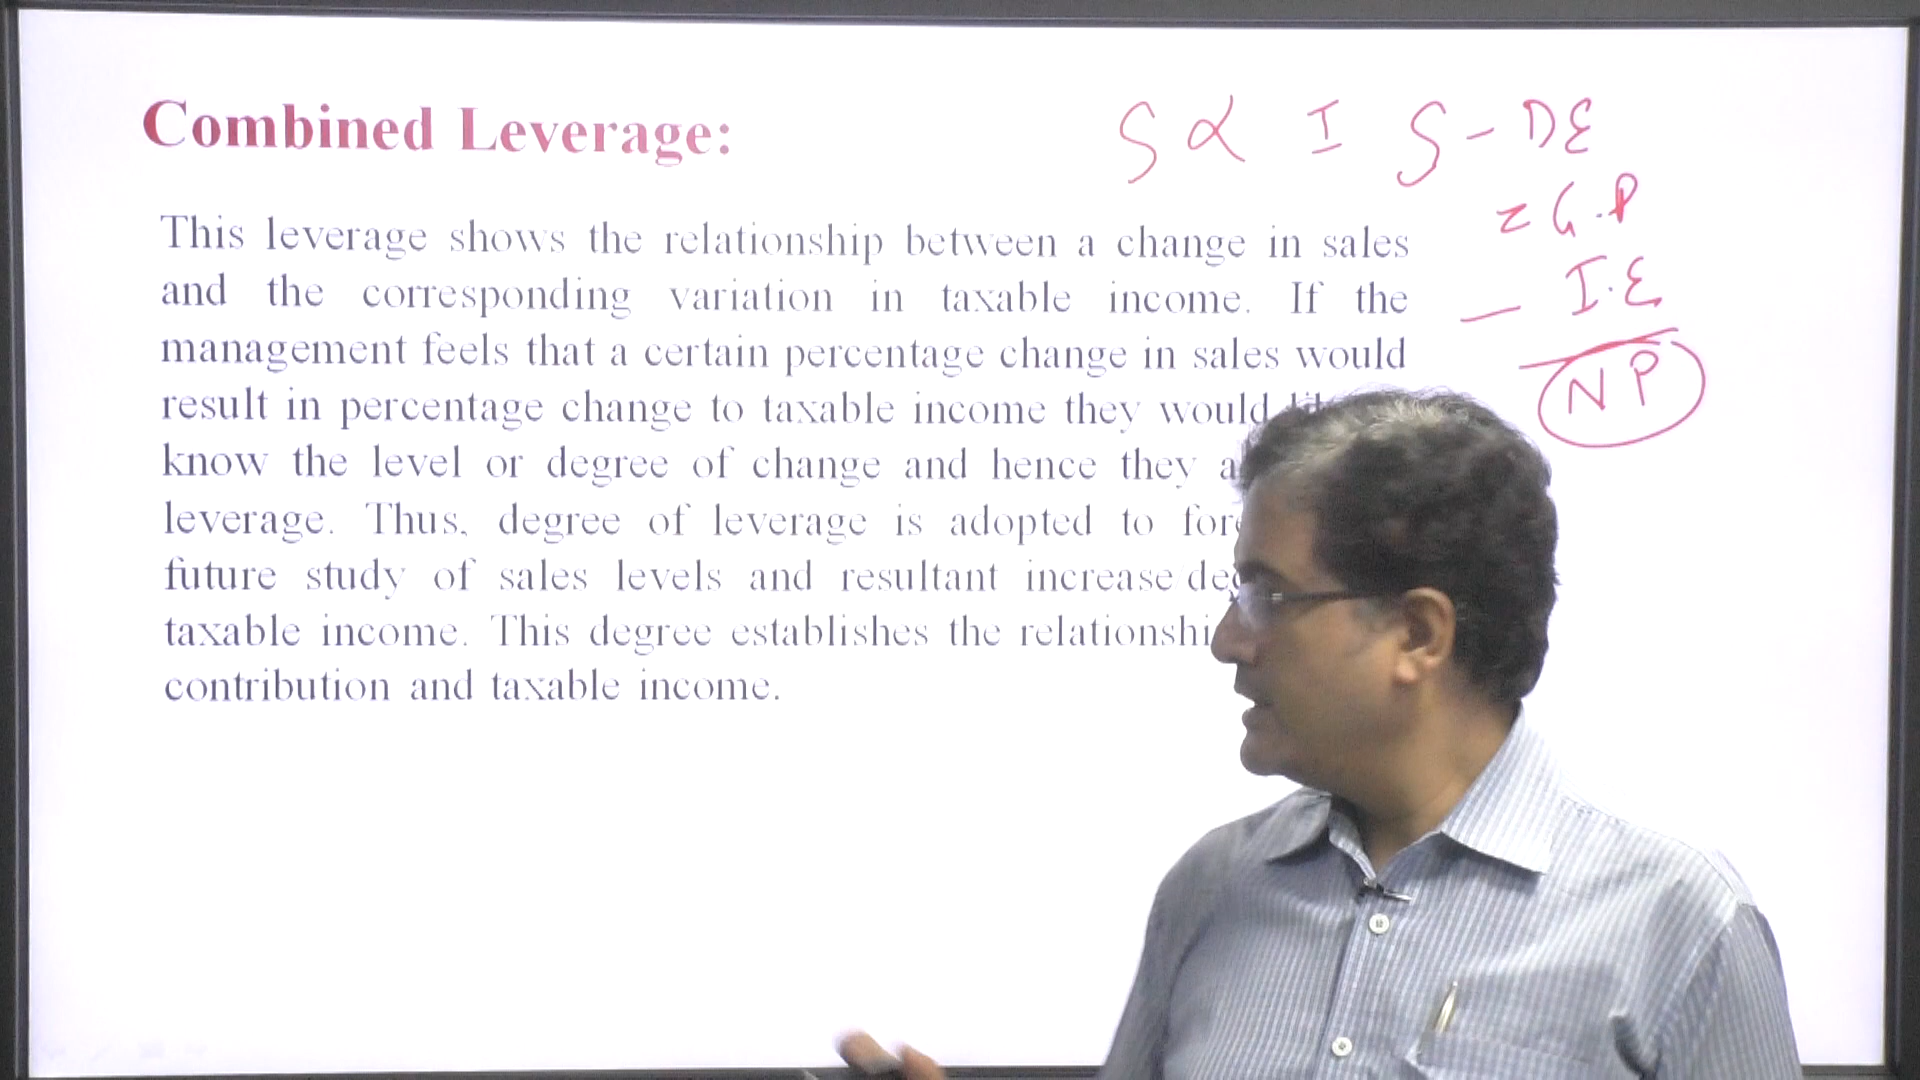 Combined Leverage:
S α I S - DE
= G.P
- I.E
NP
This leverage shows the relationship between a change in sales
and the corresponding variation in taxable income. If the
management feels that a certain percentage change in sales would
result in percentage change to taxable income they would
know the level or degree of change and hence they
leverage. Thus, degree of leverage is adopted to
future study of sales levels and resultant increase/
taxable income. This degree establishes the
contribution and taxable income.